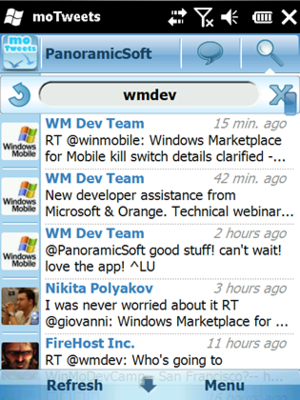 moTweets
mo
Tweets
PanoramicSoft
wmdev
WM Dev Team 15 min. ago
Windows Mobile
RT @winmobile: Windows Marketplace
for Mobile kill switch details clarified -...
WM Dev Team 42 min. ago
Windows Mobile
New developer assistance from
Microsoft & Orange. Technical webinar...
WM Dev Team 2 hours ago
Windows Mobile
@PanoramicSoft good stuff! can't wait!
love the app! ^LU
Nikita Polyakov 3 hours ago
I was never worried about it RT
@giovanni: Windows Marketplace for ...
FireHost Inc. 11 hours ago
RT @wmdev: Who's going to
WinMoDevCamp San Francisco?-- h...
Refresh Menu